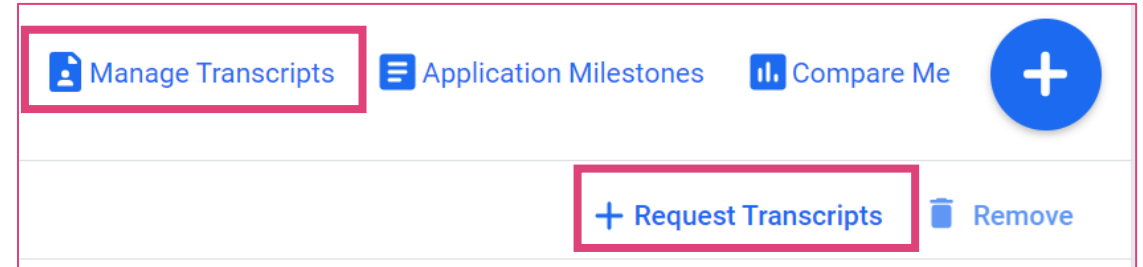 Manage Transcripts Application Milestones Compare Me +
+ Request Transcripts Remove